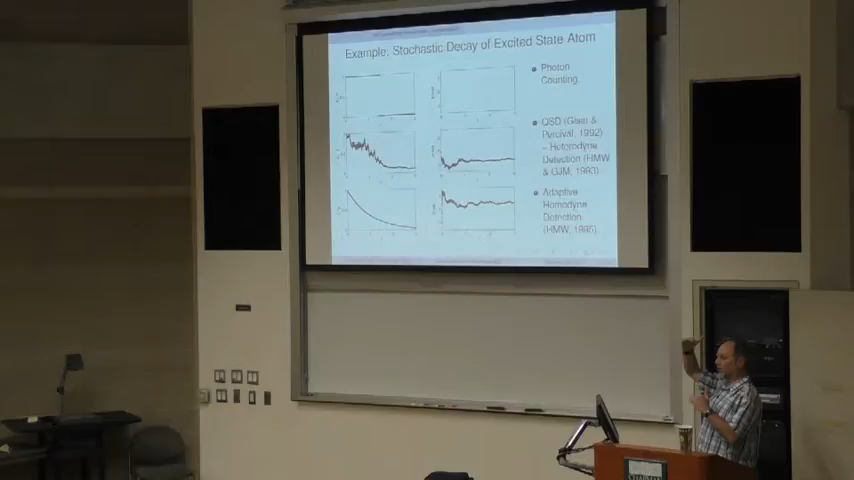 Example: Stochastic Decay of Excited State Atom
Photon
Counting.
QSD (Gisin &
Percival, 1992)
– Heterodyne
Detection (HMW
& GJM, 1993).
Adaptive
Homodyne
Detection
(HMW, 1995).
CHAPMAN